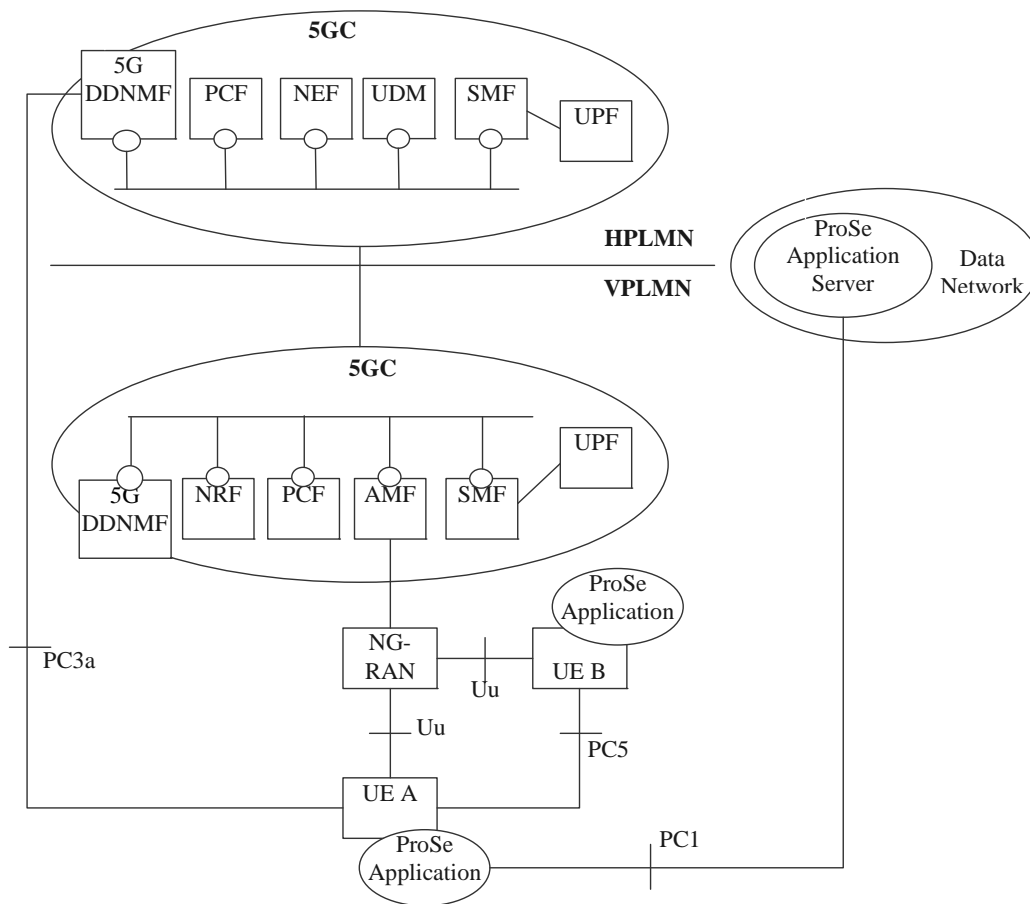 5GC
5G
DDNMF
PCF
NEF
UDM
SMF
UPF
HPLMN
VPLMN
ProSe
Application
Server
Data
Network
5GC
UPF
5G
DDNMF
NRF
PCF
AMF
SMF
ProSe
Application
NG-
RAN
UE B
Uu
PC3a
Uu
PC5
UE A
ProSe
Application
PC1